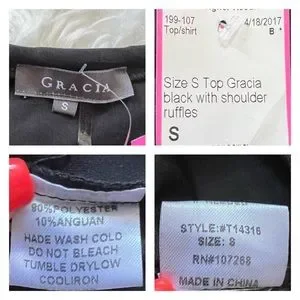 GRACIA
S
199-107
4/18/2017
Top/shirt
B *
Size S Top Gracia
black with shoulder
ruffles
S
90%POLYESTER
10%ANGUAN
HADE WASH COLD
DO NOT BLEACH
TUMBLE DRYLOW
COOLIRON
STYLE:#T14316
SIZE: S
RN#107268
MADE IN CHINA